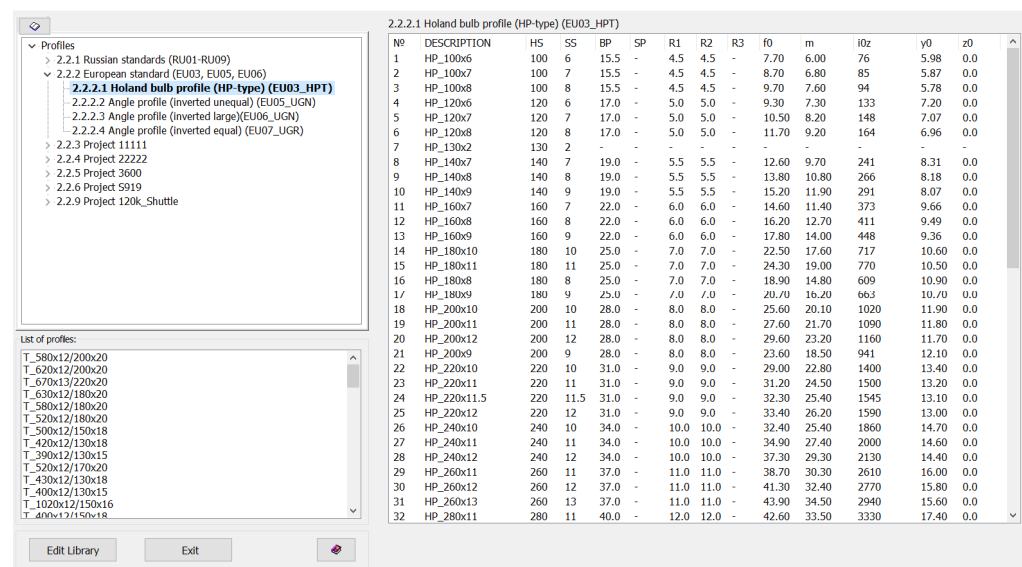 Profiles
2.2.1 Russian standards (RU01-RU09)
2.2.2 European standard (EU03, EU05, EU06)
2.2.2.1 Holand bulb profile (HP-type) (EU03_HPT)
2.2.2.2 Angle profile (inverted unequal) (EU05_UGN)
2.2.2.3 Angle profile (inverted large)(EU06_UGN)
2.2.2.4 Angle profile (inverted equal) (EU07_UGR)
2.2.3 Project 11111
2.2.4 Project 22222
2.2.5 Project 3600
2.2.6 Project S919
2.2.9 Project 120k_Shuttle
List of profiles:
T_580x12/200x20
T_620x12/200x20
T_670x13/220x20
T_630x12/180x20
T_580x12/180x20
T_520x12/180x20
T_500x12/150x18
T_420x12/130x18
T_390x12/130x15
T_520x12/170x20
T_430x12/130x18
T_400x12/130x15
T_1020x12/150x16
T_400x12/150x18
Edit Library
Exit
2.2.2.1 Holand bulb profile (HP-type) (EU03_HPT)
Nº DESCRIPTION HS SS BP SP R1 R2 R3 f0 m i0z y0 z0
1 HP_100x6 100 6 15.5 - 4.5 4.5 - 7.70 6.00 76 5.98 0.0
2 HP_100x7 100 7 15.5 - 4.5 4.5 - 8.70 6.80 85 5.87 0.0
3 HP_100x8 100 8 15.5 - 4.5 4.5 - 9.70 7.60 94 5.78 0.0
4 HP_120x6 120 6 17.0 - 5.0 5.0 - 9.30 7.30 133 7.20 0.0
5 HP_120x7 120 7 17.0 - 5.0 5.0 - 10.50 8.20 148 7.07 0.0
6 HP_120x8 120 8 17.0 - 5.0 5.0 - 11.70 9.20 164 6.96 0.0
7 HP_130x2 130 2 - - - - - - - - - -
8 HP_140x7 140 7 19.0 - 5.5 5.5 - 12.60 9.70 241 8.31 0.0
9 HP_140x8 140 8 19.0 - 5.5 5.5 - 13.80 10.80 266 8.18 0.0
10 HP_140x9 140 9 19.0 - 5.5 5.5 - 15.20 11.90 291 8.07 0.0
11 HP_160x7 160 7 22.0 - 6.0 6.0 - 14.60 11.40 373 9.66 0.0
12 HP_160x8 160 8 22.0 - 6.0 6.0 - 16.20 12.70 411 9.49 0.0
13 HP_160x9 160 9 22.0 - 6.0 6.0 - 17.80 14.00 448 9.36 0.0
14 HP_180x10 180 10 25.0 - 7.0 7.0 - 22.50 17.60 717 10.60 0.0
15 HP_180x11 180 11 25.0 - 7.0 7.0 - 24.30 19.00 770 10.50 0.0
16 HP_180x8 180 8 25.0 - 7.0 7.0 - 18.90 14.80 609 10.90 0.0
17 HP_180x9 180 9 25.0 - 7.0 7.0 - 20.70 16.20 663 10.70 0.0
18 HP_200x10 200 10 28.0 - 8.0 8.0 - 25.60 20.10 1020 11.90 0.0
19 HP_200x11 200 11 28.0 - 8.0 8.0 - 27.60 21.70 1090 11.80 0.0
20 HP_200x12 200 12 28.0 - 8.0 8.0 - 29.60 23.20 1160 11.70 0.0
21 HP_200x9 200 9 28.0 - 8.0 8.0 - 23.60 18.50 941 12.10 0.0
22 HP_220x10 220 10 31.0 - 9.0 9.0 - 29.00 22.80 1400 13.40 0.0
23 HP_220x11 220 11 31.0 - 9.0 9.0 - 31.20 24.50 1500 13.20 0.0
24 HP_220x11.5 220 11.5 31.0 - 9.0 9.0 - 32.30 25.40 1545 13.10 0.0
25 HP_220x12 220 12 31.0 - 9.0 9.0 - 33.40 26.20 1590 13.00 0.0
26 HP_240x10 240 10 34.0 - 10.0 10.0 - 32.40 25.40 1860 14.70 0.0
27 HP_240x11 240 11 34.0 - 10.0 10.0 - 34.90 27.40 2000 14.60 0.0
28 HP_240x12 240 12 34.0 - 10.0 10.0 - 37.30 29.30 2130 14.40 0.0
29 HP_260x11 260 11 37.0 - 11.0 11.0 - 38.70 30.30 2610 16.00 0.0
30 HP_260x12 260 12 37.0 - 11.0 11.0 - 41.30 32.40 2770 15.80 0.0
31 HP_260x13 260 13 37.0 - 11.0 11.0 - 43.90 34.50 2940 15.60 0.0
32 HP_280x11 280 11 40.0 - 12.0 12.0 - 42.60 33.50 3330 17.40 0.0